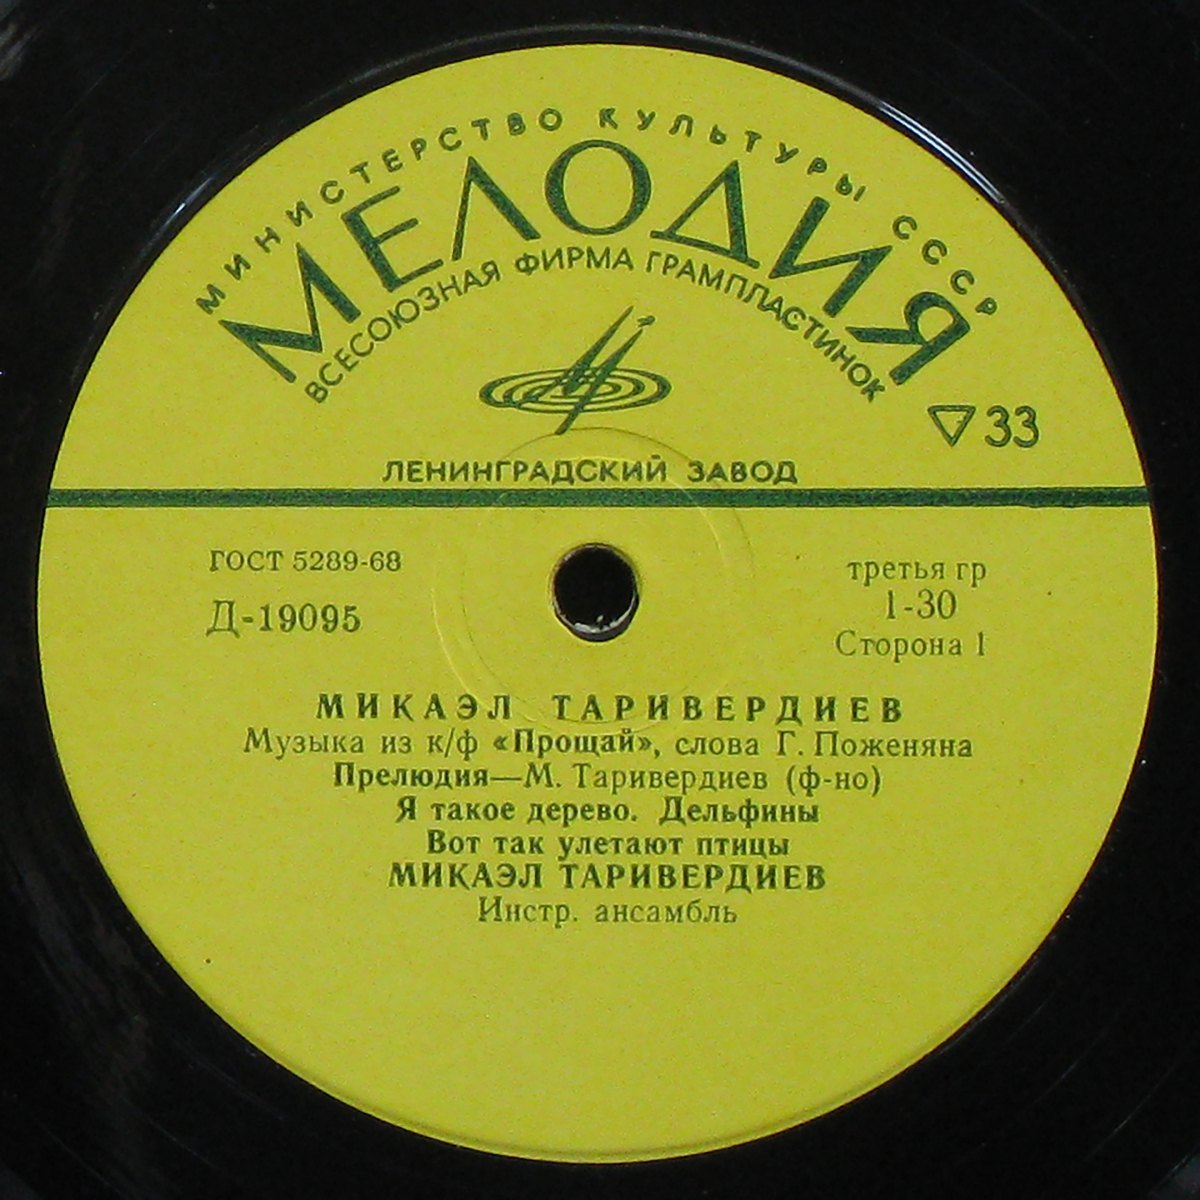 МИНИСТЕРСТВО КУЛЬТУРЫ СССР
МЕЛОДИЯ
ВСЕСОЮЗНАЯ ФИРМА ГРАМПЛАСТИНОК
33
ЛЕНИНГРАДСКИЙ ЗАВОД
ГОСТ 5289-68
Д-19095
третья гр
1-30
Сторона 1
МИКАЭЛ ТАРИВЕРДИЕВ
Музыка из к/ф «Прощай», слова Г. Поженяна
Прелюдия—М. Таривердиев (ф-но)
Я такое дерево. Дельфины
Вот так улетают птицы
МИКАЭЛ ТАРИВЕРДИЕВ
Инстр. ансамбль